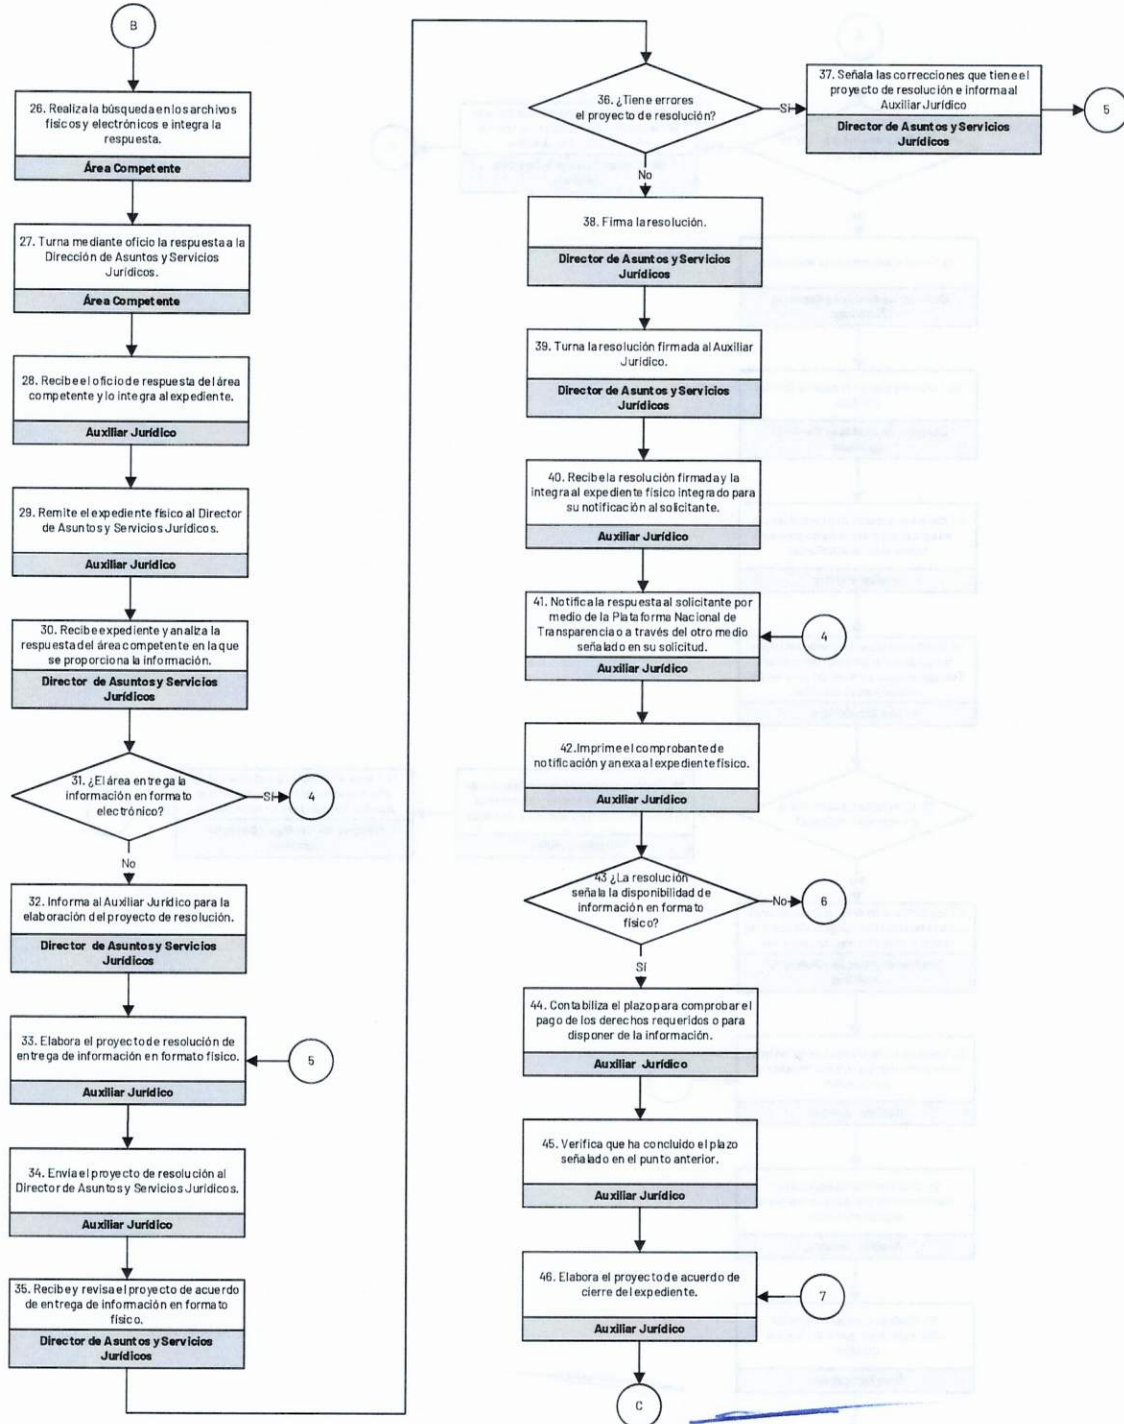 B
26. Realiza la búsqueda en los archivos
físicos y electrónicos e integra la
respuesta.
Área Competente
27. Turna mediante oficio la respuesta a la
Dirección de Asuntos y Servicios
Jurídicos.
Área Competente
28. Recibe el oficio de respuesta del área
competente y lo integra al expediente.
Auxiliar Jurídico
29. Remite el expediente físico al Director
de Asuntos y Servicios Jurídicos.
Auxiliar Jurídico
30. Recibe expediente y analiza la
respuesta del área competente en la que
se proporciona la información.
Director de Asuntos y Servicios
Jurídicos
31. ¿El área entrega la
información en formato
electrónico?
Sí
4
No
32. Informa al Auxiliar Jurídico para la
elaboración del proyecto de resolución.
Director de Asuntos y Servicios
Jurídicos
33. Elabora el proyecto de resolución de
entrega de información en formato físico.
Auxiliar Jurídico
5
34. Envía el proyecto de resolución al
Director de Asuntos y Servicios Jurídicos.
Auxiliar Jurídico
35. Recibe y revisa el proyecto de acuerdo
de entrega de información en formato
físico.
Director de Asuntos y Servicios
Jurídicos
36. ¿Tiene errores
el proyecto de resolución?
Sí
37. Señala las correcciones que tiene el
proyecto de resolución e informa al
Auxiliar Jurídico
Director de Asuntos y Servicios
Jurídicos
5
No
38. Firma la resolución.
Director de Asuntos y Servicios
Jurídicos
39. Turna la resolución firmada al Auxiliar
Jurídico.
Director de Asuntos y Servicios
Jurídicos
40. Recibe la resolución firmada y la
integra al expediente físico integrado para
su notificación al solicitante.
Auxiliar Jurídico
41. Notifica la respuesta al solicitante por
medio de la Plataforma Nacional de
Transparencia o a través del otro medio
señalado en su solicitud.
Auxiliar Jurídico
4
42. Imprime el comprobante de
notificación y anexa al expediente físico.
Auxiliar Jurídico
43 ¿La resolución
señala la disponibilidad de
información en formato
físico?
No
6
Sí
44. Contabiliza el plazo para comprobar el
pago de los derechos requeridos o para
disponer de la información.
Auxiliar Jurídico
45. Verifica que ha concluido el plazo
señalado en el punto anterior.
Auxiliar Jurídico
46. Elabora el proyecto de acuerdo de
cierre del expediente.
Auxiliar Jurídico
7
C